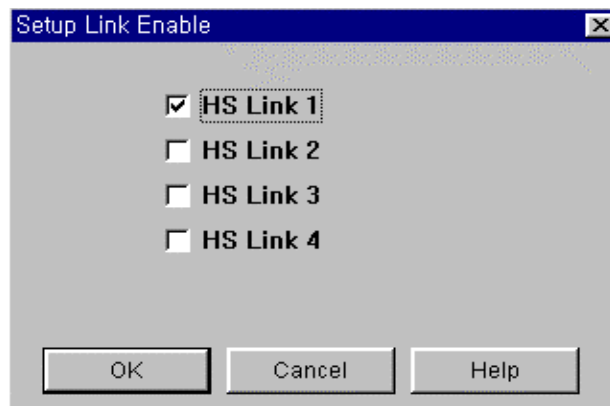 Setup Link Enable
HS Link 1
HS Link 2
HS Link 3
HS Link 4
OK Cancel Help